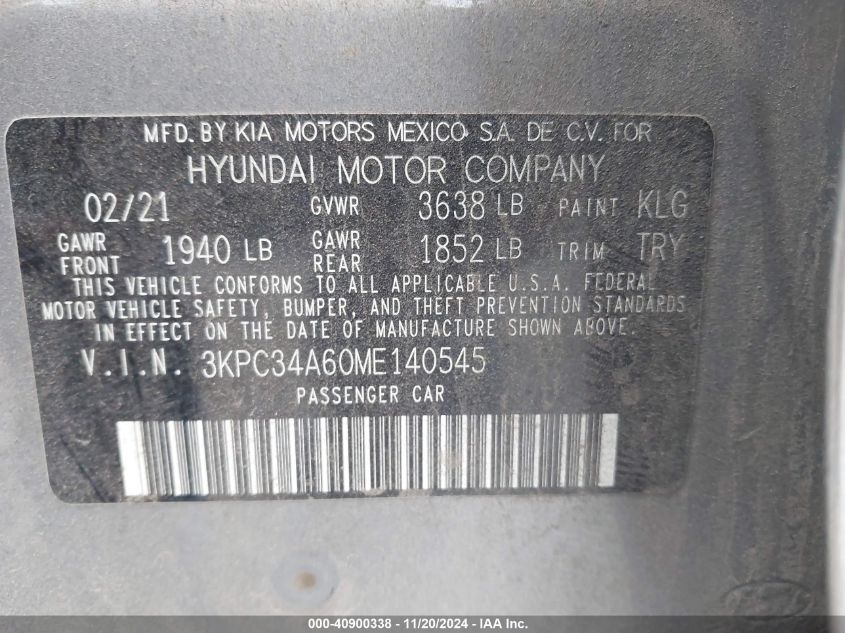 MFD. BY KIA MOTORS MEXICO S.A. DE C.V. FOR
HYUNDAI MOTOR COMPANY
02/21 GVWR 3638 LB PAINT KLG
GAWR FRONT 1940 LB GAWR REAR 1852 LB TRIM TRY
THIS VEHICLE CONFORMS TO ALL APPLICABLE U.S.A. FEDERAL
MOTOR VEHICLE SAFETY, BUMPER, AND THEFT PREVENTION STANDARDS
IN EFFECT ON THE DATE OF MANUFACTURE SHOWN ABOVE.
V.I.N. 3KPC34A60ME140545
PASSENGER CAR
000-40900338 - 11/20/2024 - IAA Inc.